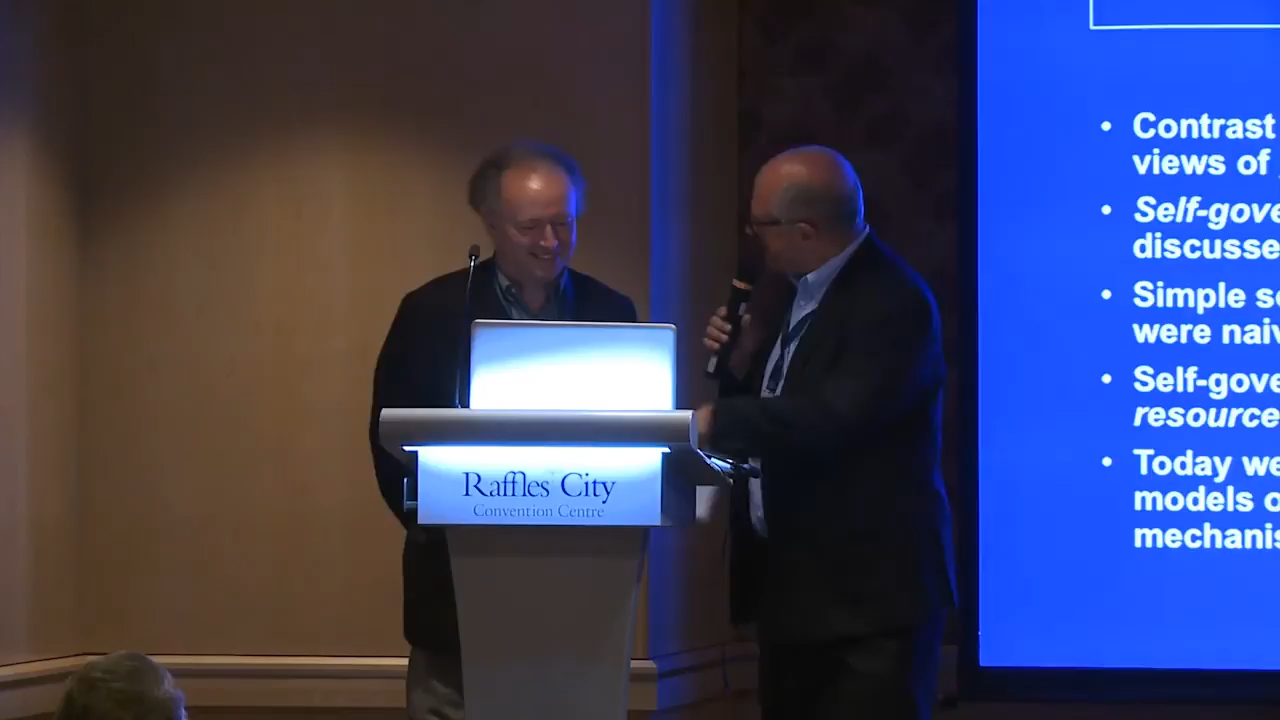 Raffles City
Convention Centre
• Contrast
views of
• Self-gove
discusse
• Simple s
were naiv
• Self-gove
resource
• Today we
models o
mechanis